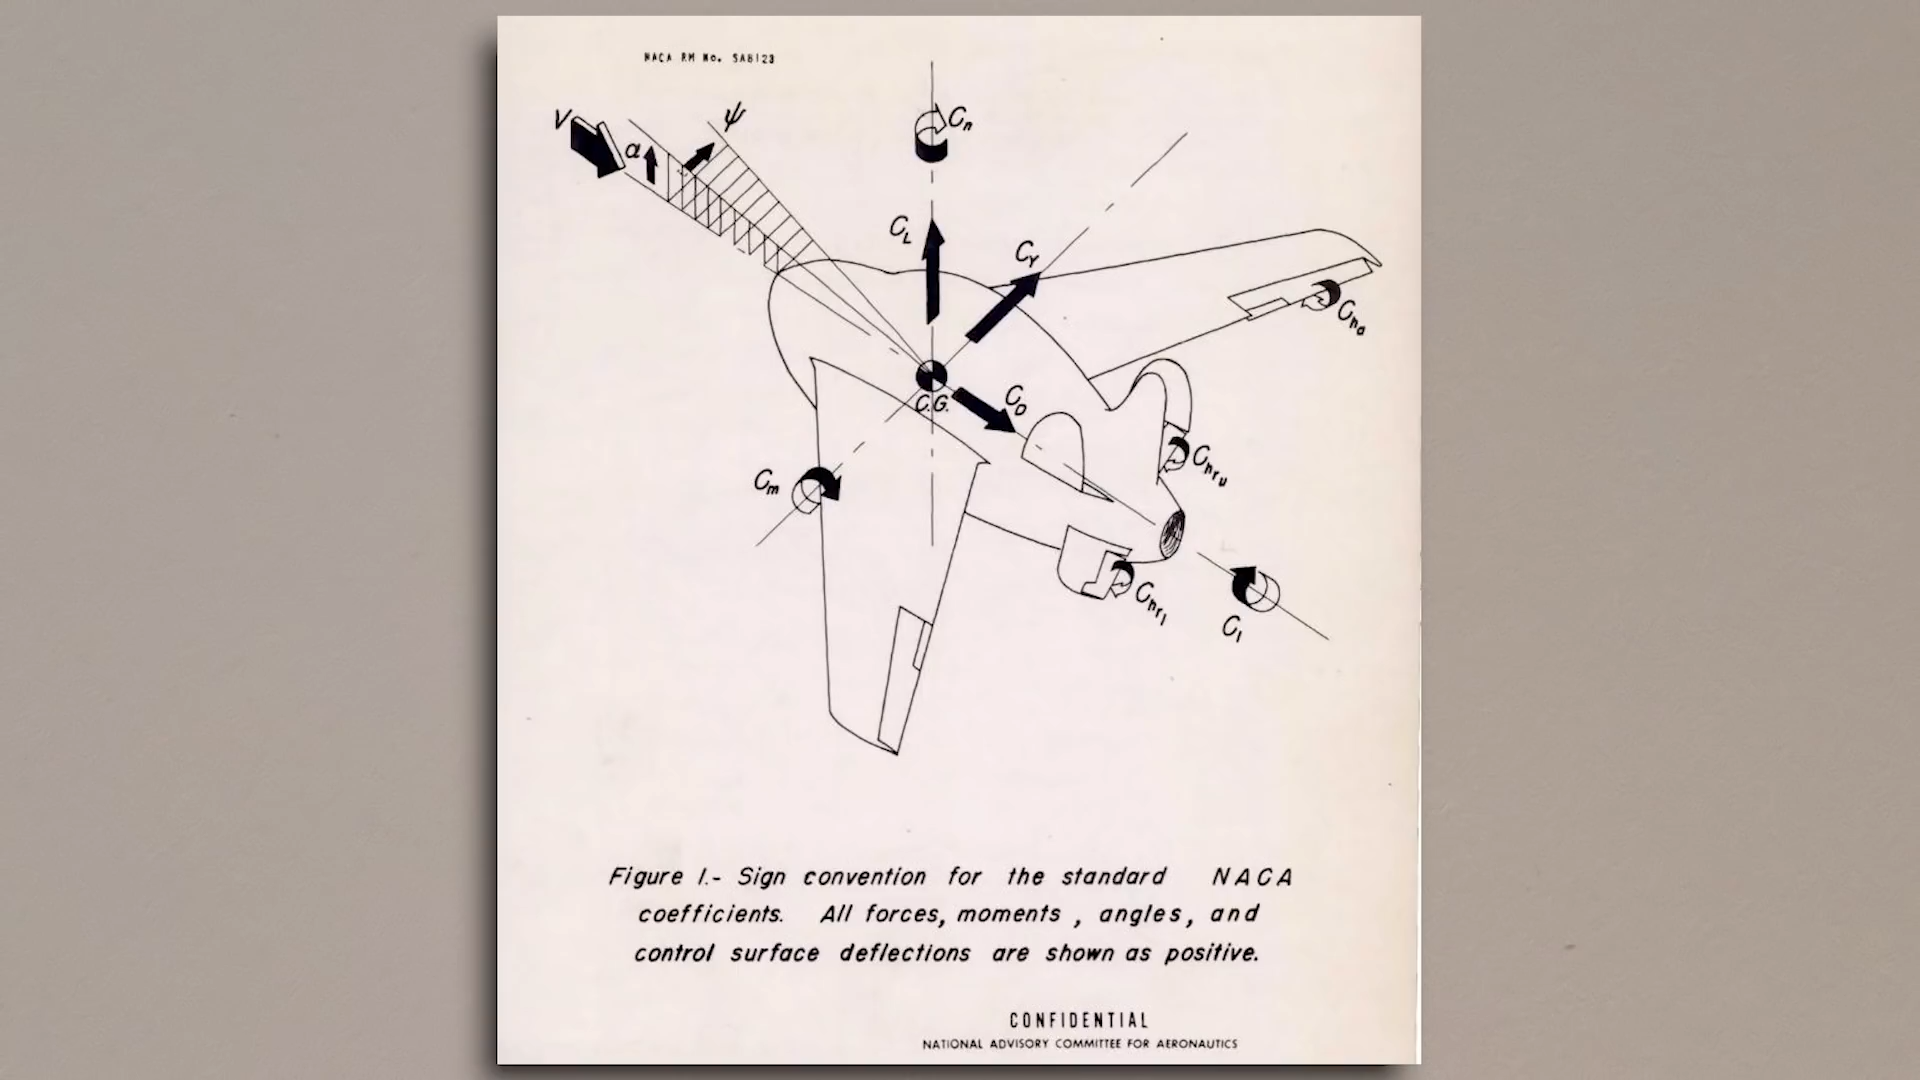 NACA RM No. SA8I23
V
α
ψ
Cn
CL
CY
Cha
C.G.
CD
Cm
Chru
Chrl
Cl
Figure 1.- Sign convention for the standard NACA
coefficients. All forces, moments, angles, and
control surface deflections are shown as positive.
CONFIDENTIAL
NATIONAL ADVISORY COMMITTEE FOR AERONAUTICS